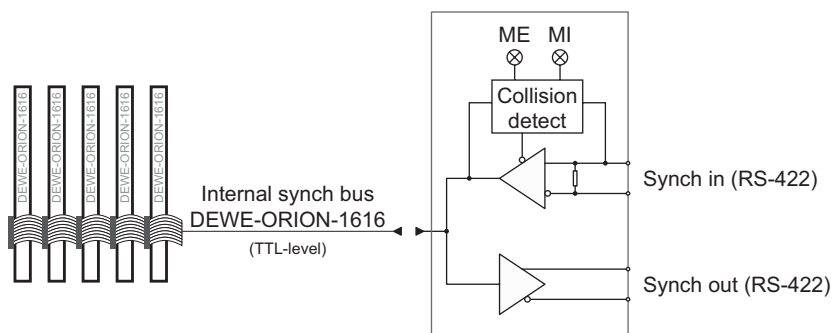 DEWE-ORION-1616
DEWE-ORION-1616
DEWE-ORION-1616
DEWE-ORION-1616
DEWE-ORION-1616
Internal synch bus
DEWE-ORION-1616
(TTL-level)
ME MI
Collision
detect
Synch in (RS-422)
Synch out (RS-422)